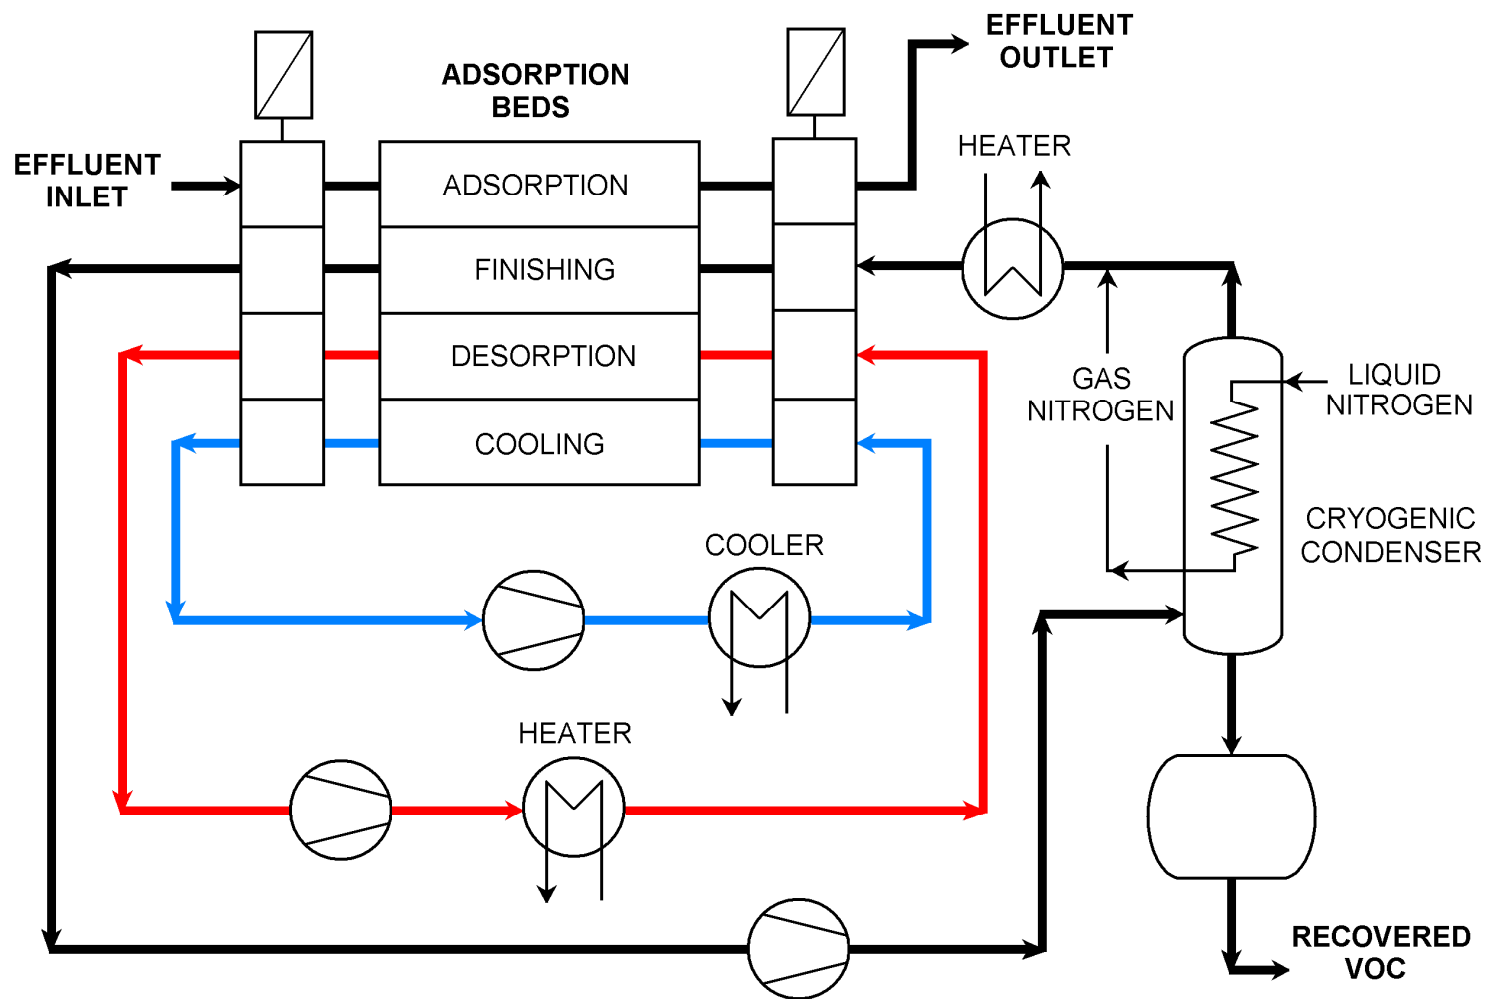 EFFLUENT
OUTLET
ADSORPTION
BEDS
HEATER
EFFLUENT
INLET
ADSORPTION
FINISHING
DESORPTION
COOLING
GAS
NITROGEN
LIQUID
NITROGEN
CRYOGENIC
CONDENSER
COOLER
HEATER
RECOVERED
VOC